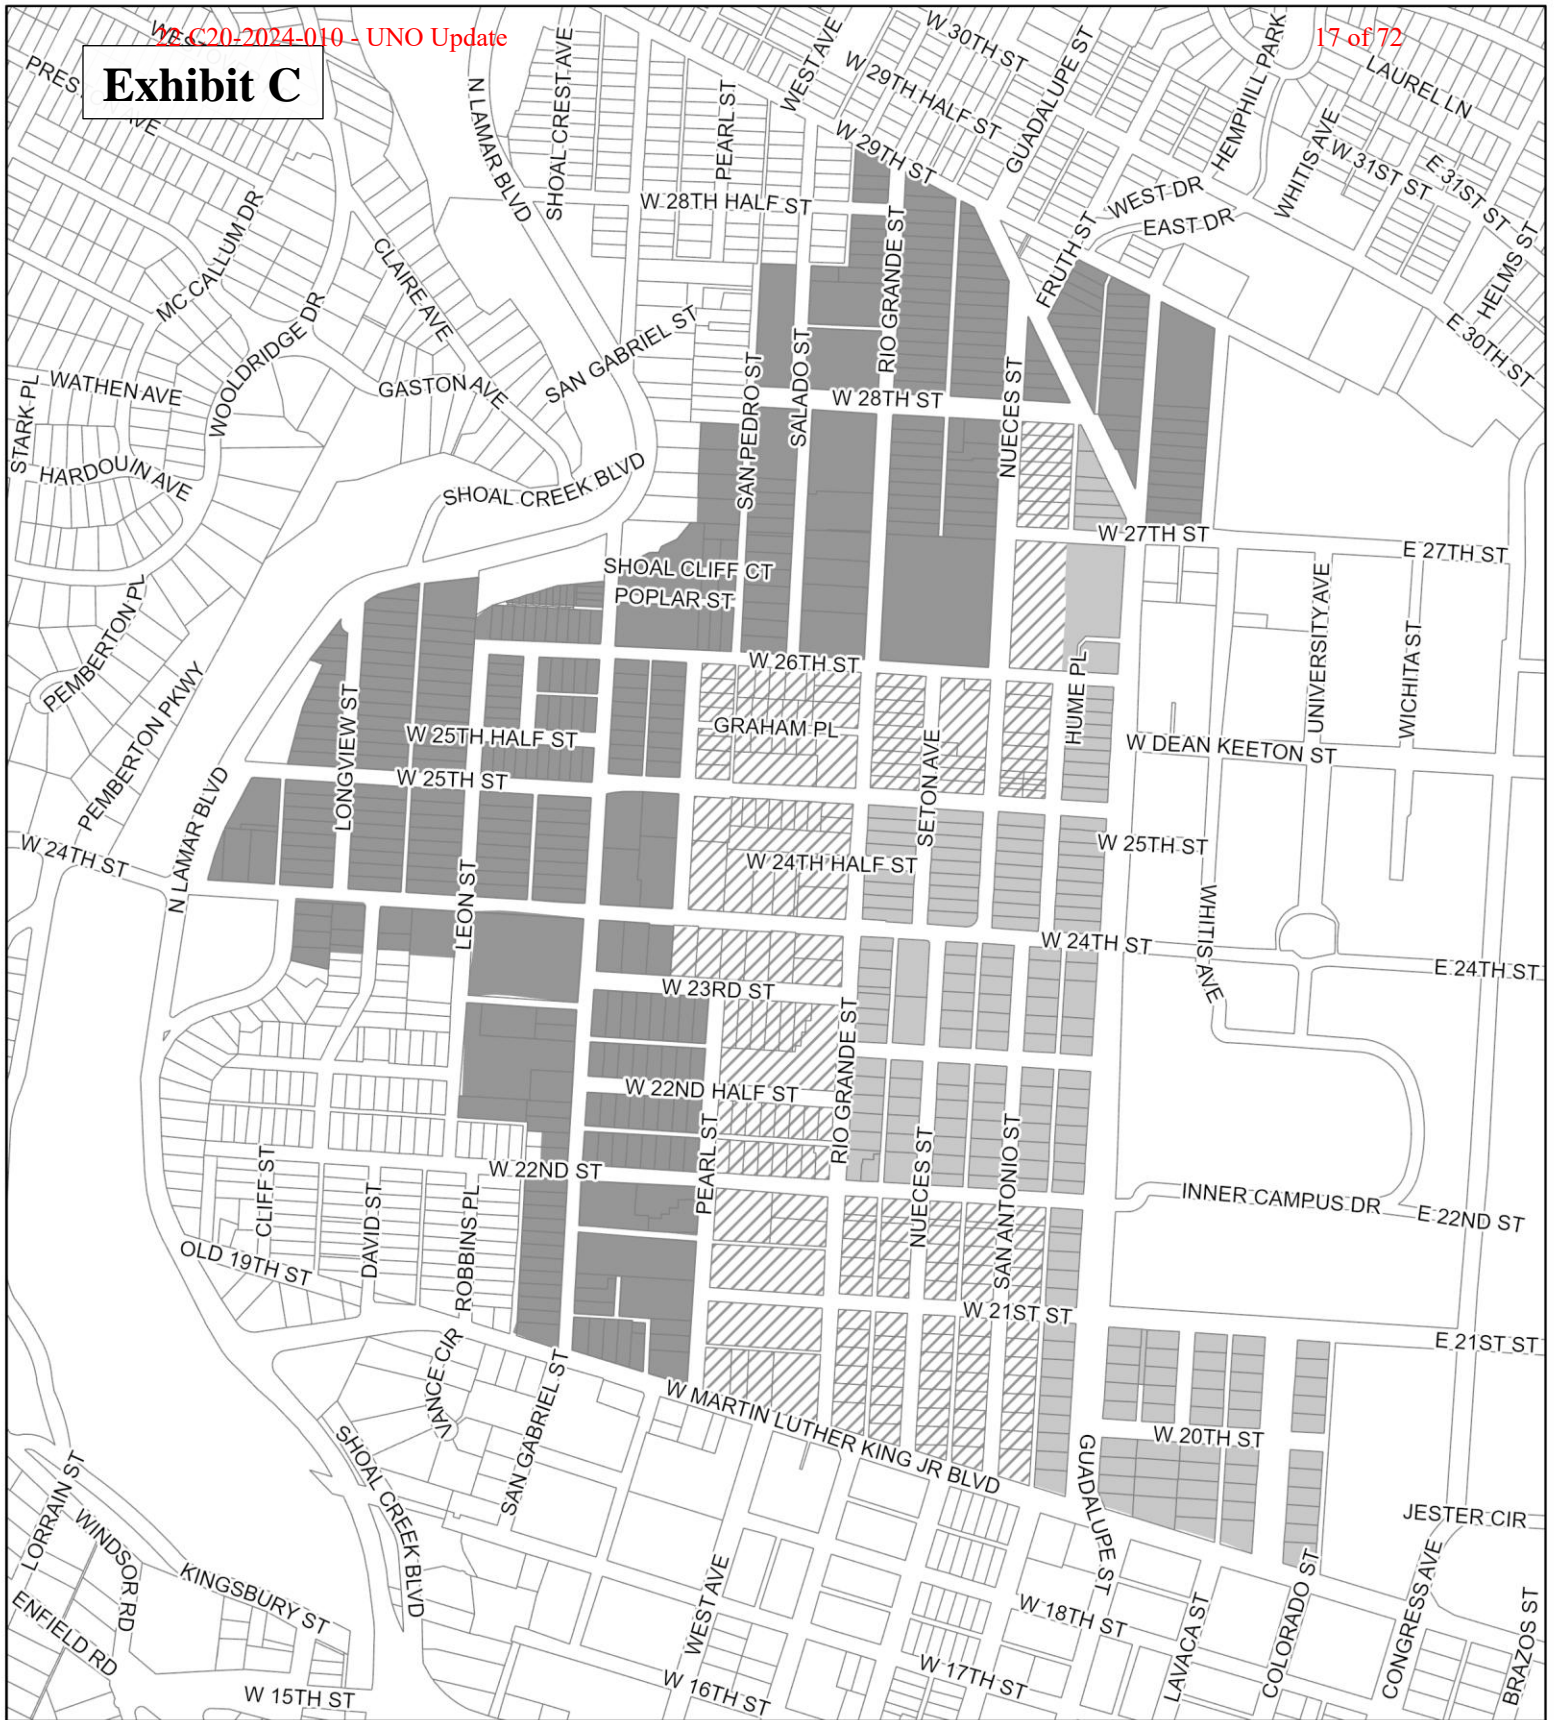 22 C20-2024-010 - UNO Update
17 of 72
Exhibit C
W 30TH ST
W 29TH HALF ST
GUADALUPE ST
HEMPHILL PARK
LAUREL LN
WEST AVE
SHOAL CREST AVE
PEARL ST
N LAMAR BLVD
W 29TH ST
WHITIS AVE
W 31ST ST
E 31ST ST
WEST DR
EAST DR
W 28TH HALF ST
FRUTH ST
HELMS ST
E 30TH ST
MC CALLUM DR
CLAIRE AVE
RIO GRANDE ST
WOOLDRIDGE DR
SAN GABRIEL ST
SALADO ST
SAN PEDRO ST
NUECES ST
WATHEN AVE
GASTON AVE
W 28TH ST
STARK PL
HARDOUIN AVE
SHOAL CREEK BLVD
W 27TH ST
E 27TH ST
SHOAL CLIFF CT
POPLAR ST
PEMBERTON PL
UNIVERSITY AVE
WICHITA ST
W 26TH ST
PEMBERTON PKWY
LONGVIEW ST
HUME PL
GRAHAM PL
W 25TH HALF ST
W DEAN KEETON ST
SETON AVE
W 25TH ST
N LAMAR BLVD
W 24TH ST
W 25TH ST
W 24TH HALF ST
LEON ST
WHITIS AVE
W 24TH ST
E 24TH ST
W 23RD ST
RIO GRANDE ST
W 22ND HALF ST
PEARL ST
NUECES ST
SAN ANTONIO ST
W 22ND ST
CLIFF ST
DAVID ST
ROBBINS PL
INNER CAMPUS DR
E 22ND ST
OLD 19TH ST
W 21ST ST
E 21ST ST
VANCE CIR
SAN GABRIEL ST
W MARTIN LUTHER KING JR BLVD
W 20TH ST
SHOAL CREEK BLVD
GUADALUPE ST
LORRAIN ST
WINDSOR RD
JESTER CIR
KINGSBURY ST
ENFIELD RD
WEST AVE
W 18TH ST
LAVACA ST
COLORADO ST
CONGRESS AVE
BRAZOS ST
W 17TH ST
W 16TH ST
W 15TH ST